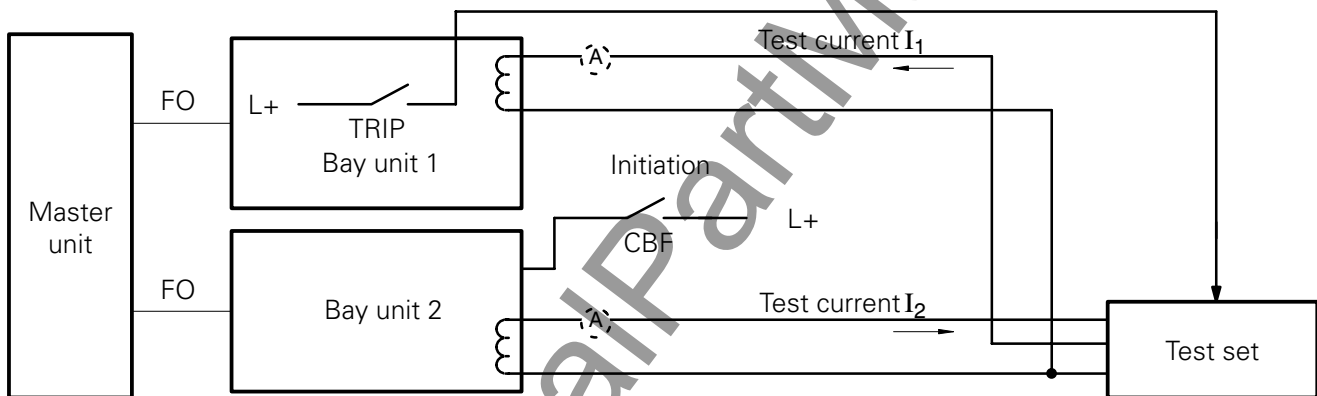 Test current I1
A
FO
L+
TRIP
Bay unit 1
Initiation
Master
unit
L+
CBF
FO
Bay unit 2
Test current I2
A
Test set